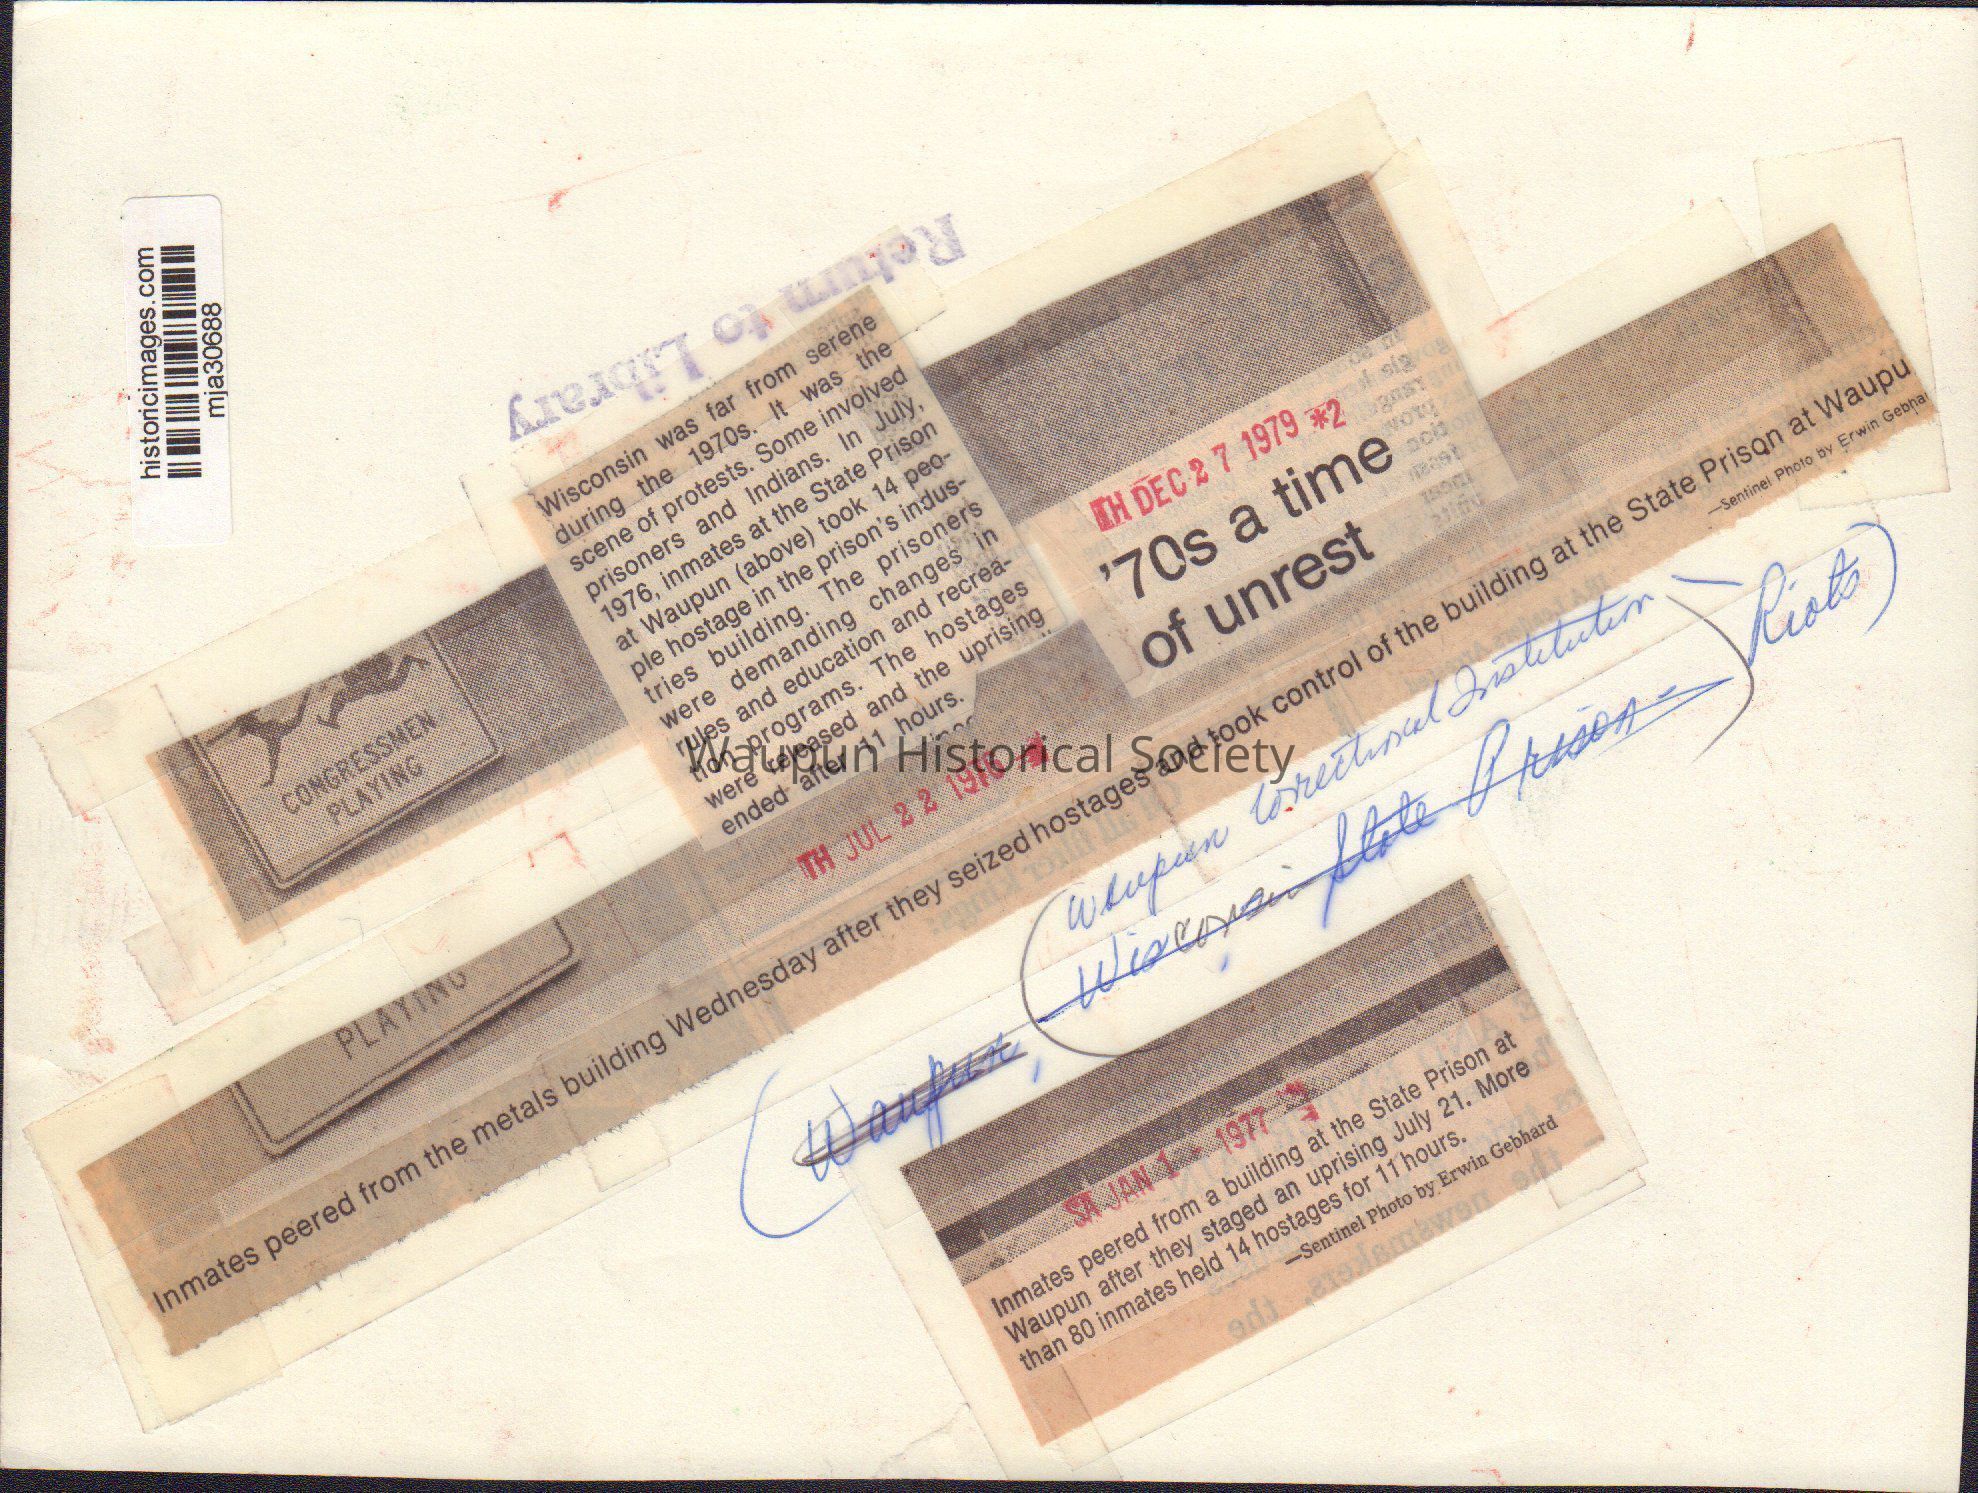 historicimages.com
mja30688
Return to Library
Wisconsin was far from serene
during the 1970s. It was the
scene of protests. Some involved
prisoners and Indians. In July,
1976, inmates at the State Prison
at Waupun (above) took 14 peo-
ple hostage in the prison's indus-
tries building. The prisoners
were demanding changes in
rules and education and recrea-
tion programs. The hostages
were released and the uprising
ended after 11 hours.
TH DEC 27 1979 *2
'70s a time
of unrest
CONGRESSMEN
PLAYING
TH JUL 22 1976
PLAYING
Inmates peered from the metals building Wednesday after they seized hostages and took control of the building at the State Prison at Waupu
—Sentinel Photo by Erwin Gebha
Waupun Historical Society
(Waupun Correctional Institution)
Wisconsin State Prison
Riots)
(Waupun,
SA JAN 1 - 1977
Inmates peered from a building at the State Prison at
Waupun after they staged an uprising July 21. More
than 80 inmates held 14 hostages for 11 hours.
—Sentinel Photo by Erwin Gebhard